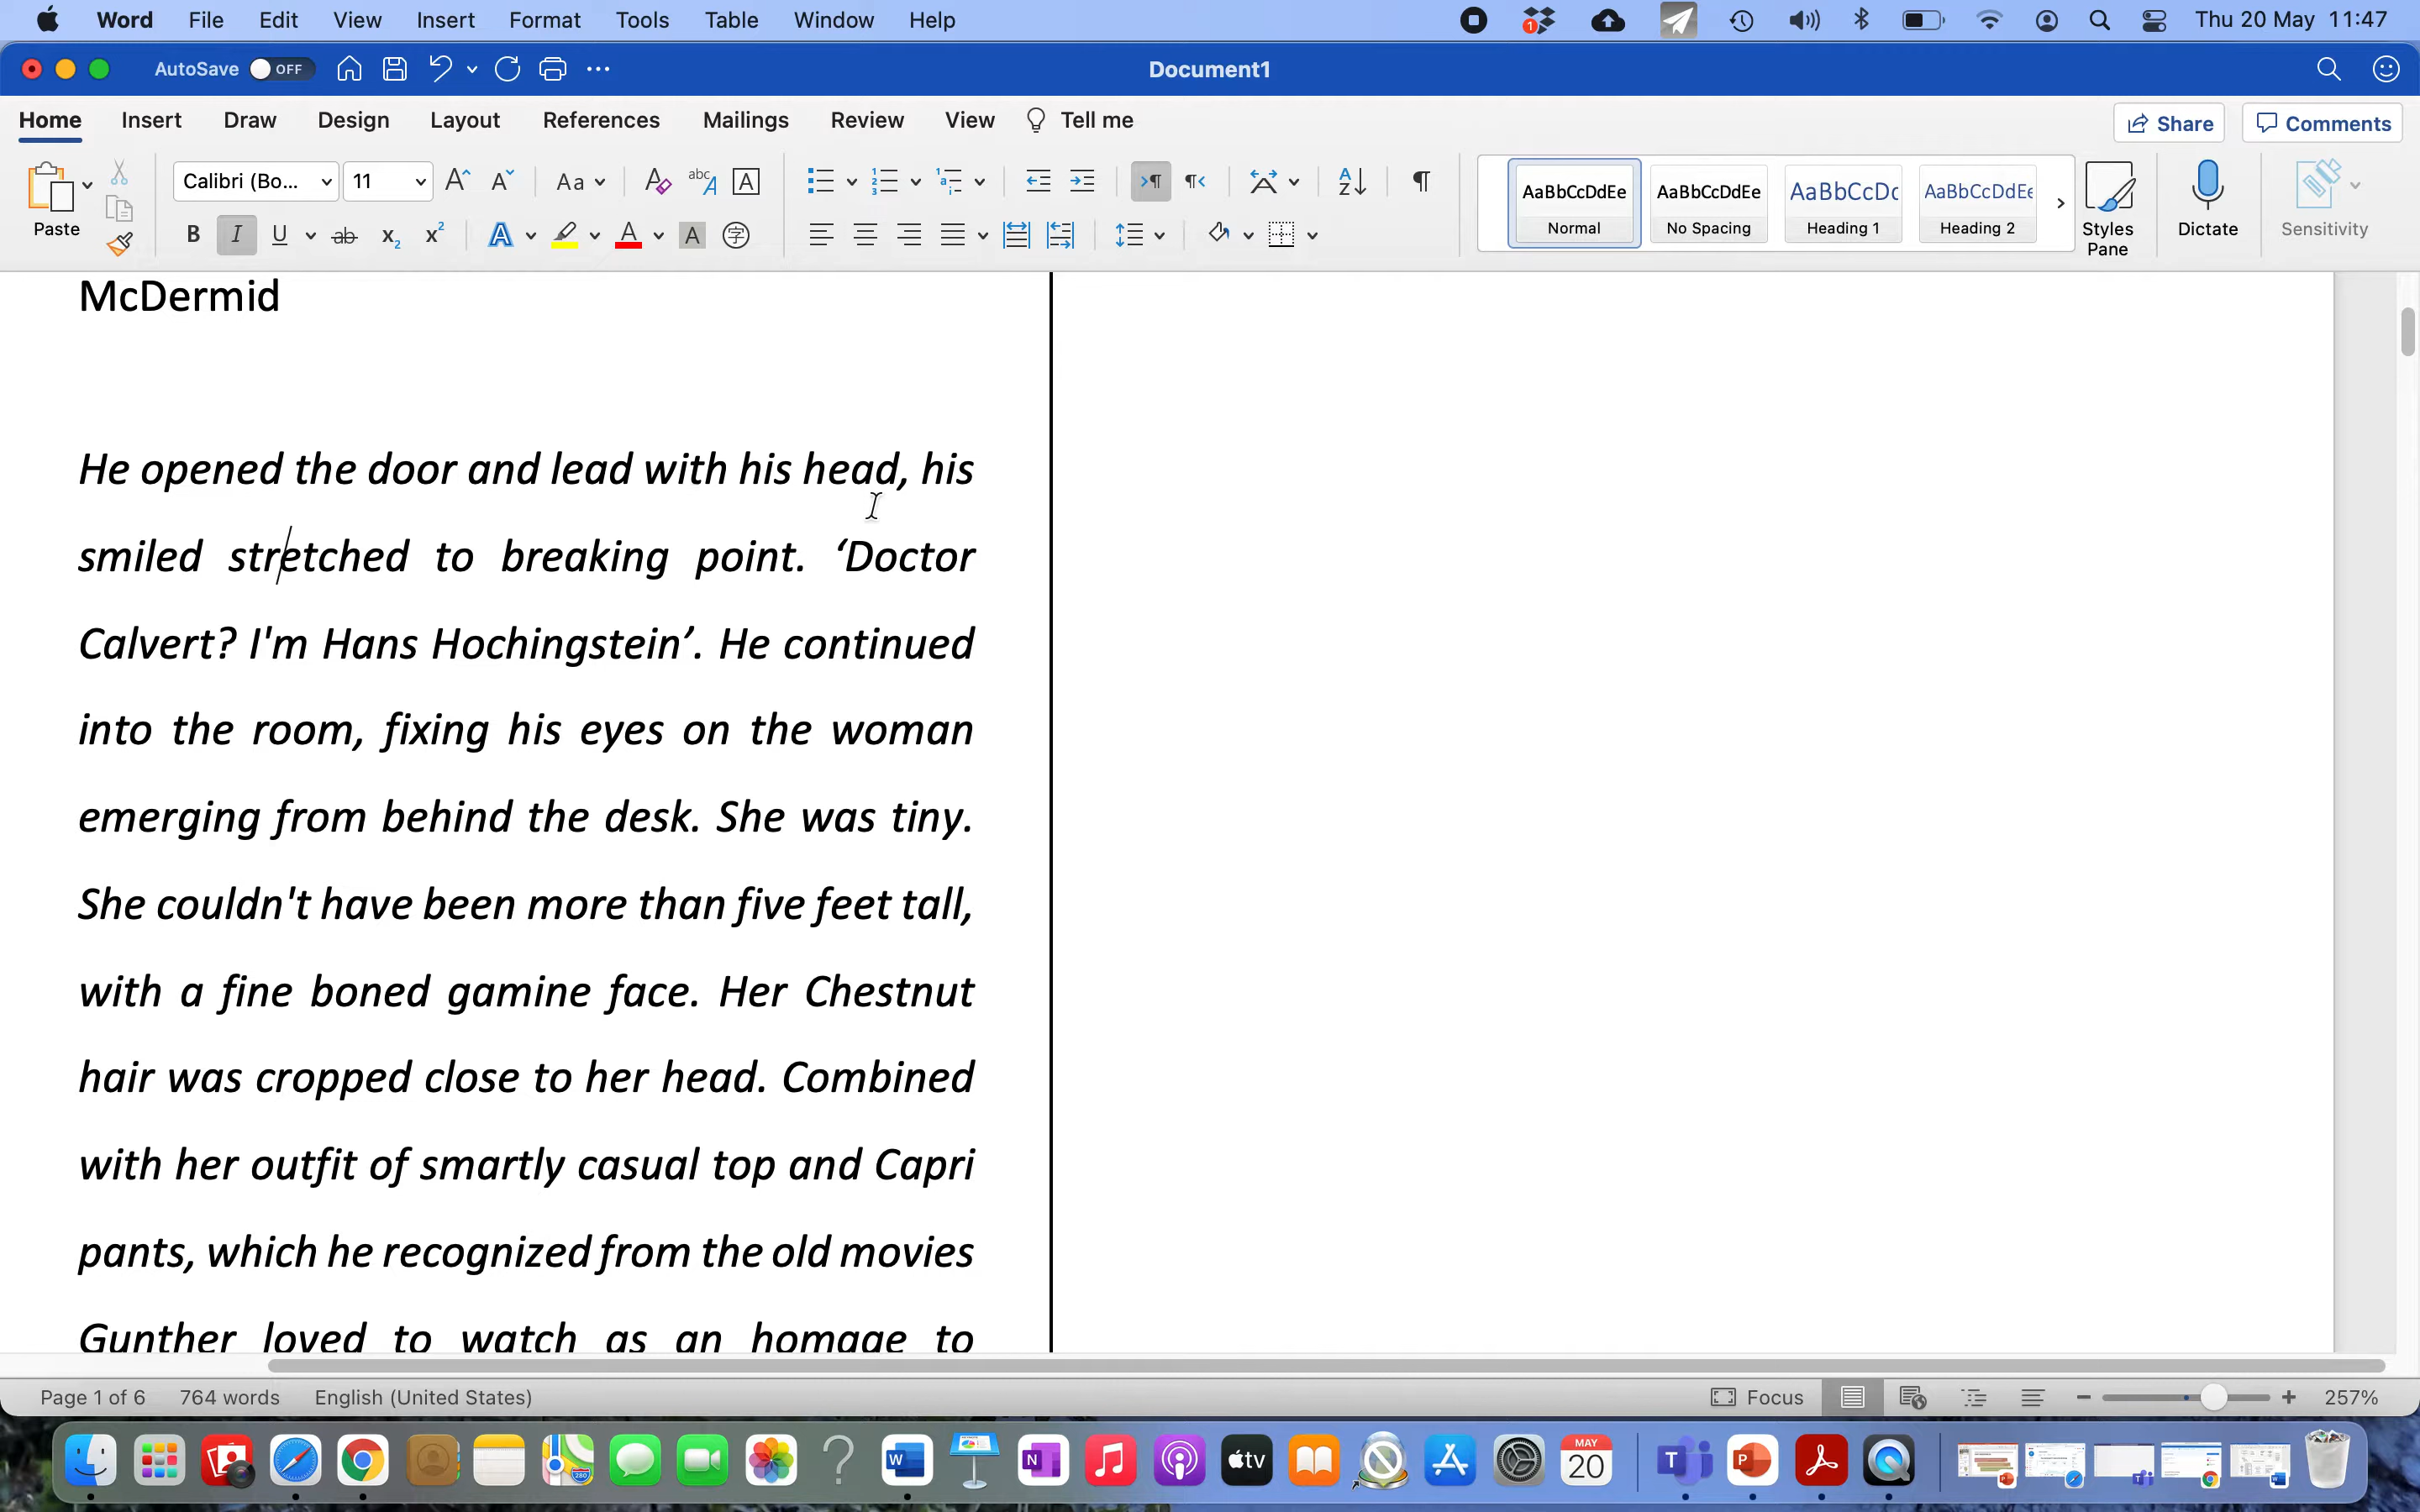 Word File Edit View Insert Format Tools Table Window Help Thu 20 May 11:47
AutoSave OFF Document1
Home Insert Draw Design Layout References Mailings Review View Tell me Share Comments
Paste Calibri (Bo... 11 AaBbCcDdEe AaBbCcDdEe AaBbCcDc AaBbCcDdEe
Normal No Spacing Heading 1 Heading 2 Styles Pane Dictate Sensitivity
McDermid
He opened the door and lead with his head, his
smiled stretched to breaking point. ‘Doctor
Calvert? I'm Hans Hochingstein’. He continued
into the room, fixing his eyes on the woman
emerging from behind the desk. She was tiny.
She couldn't have been more than five feet tall,
with a fine boned gamine face. Her Chestnut
hair was cropped close to her head. Combined
with her outfit of smartly casual top and Capri
pants, which he recognized from the old movies
Gunther loved to watch as an homage to
Page 1 of 6 764 words English (United States) Focus 257%
tv MAY 20